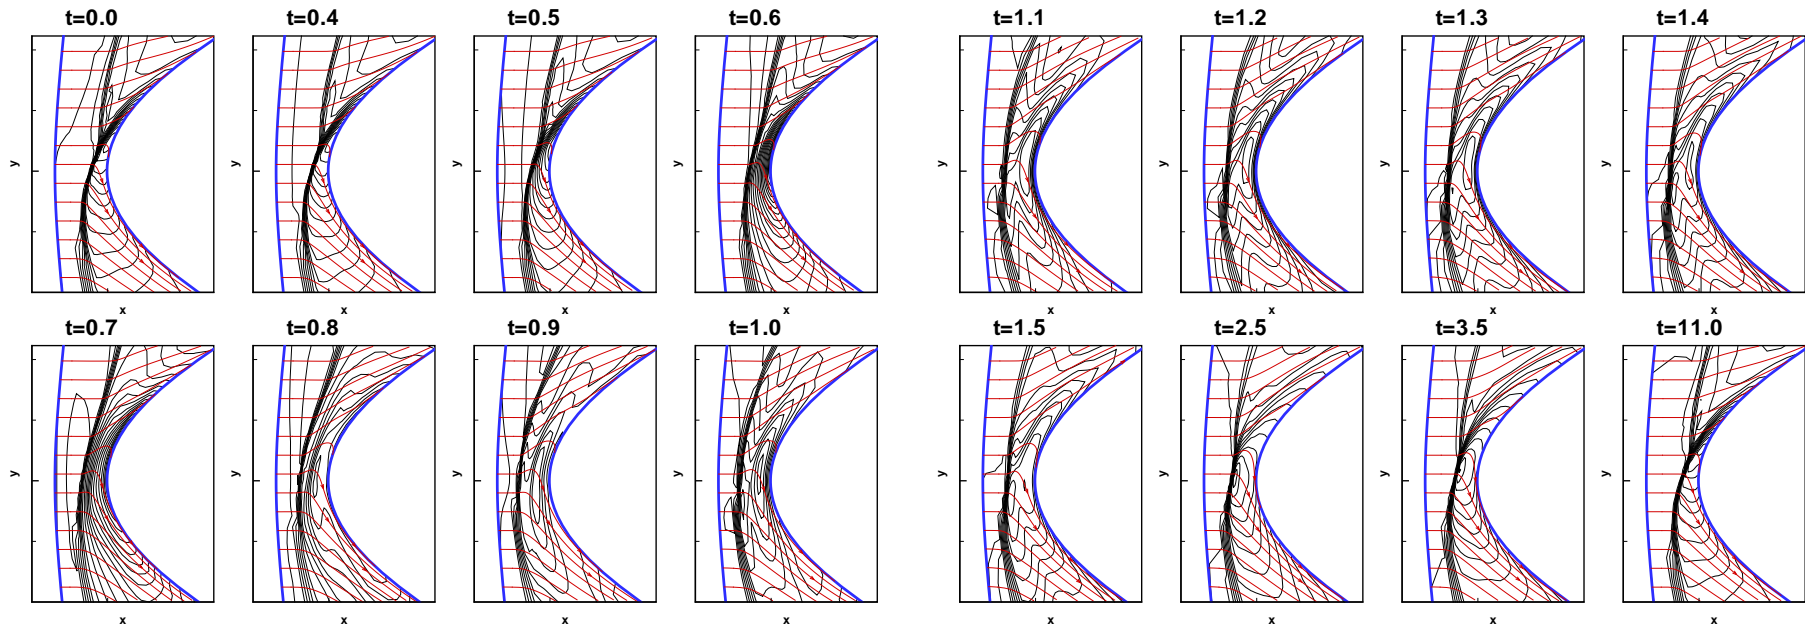 t=0.0 t=0.4 t=0.5 t=0.6 t=1.1 t=1.2 t=1.3 t=1.4
y y y y y y y y
x x x x x x x x
t=0.7 t=0.8 t=0.9 t=1.0 t=1.5 t=2.5 t=3.5 t=11.0
y y y y y y y y
x x x x x x x x